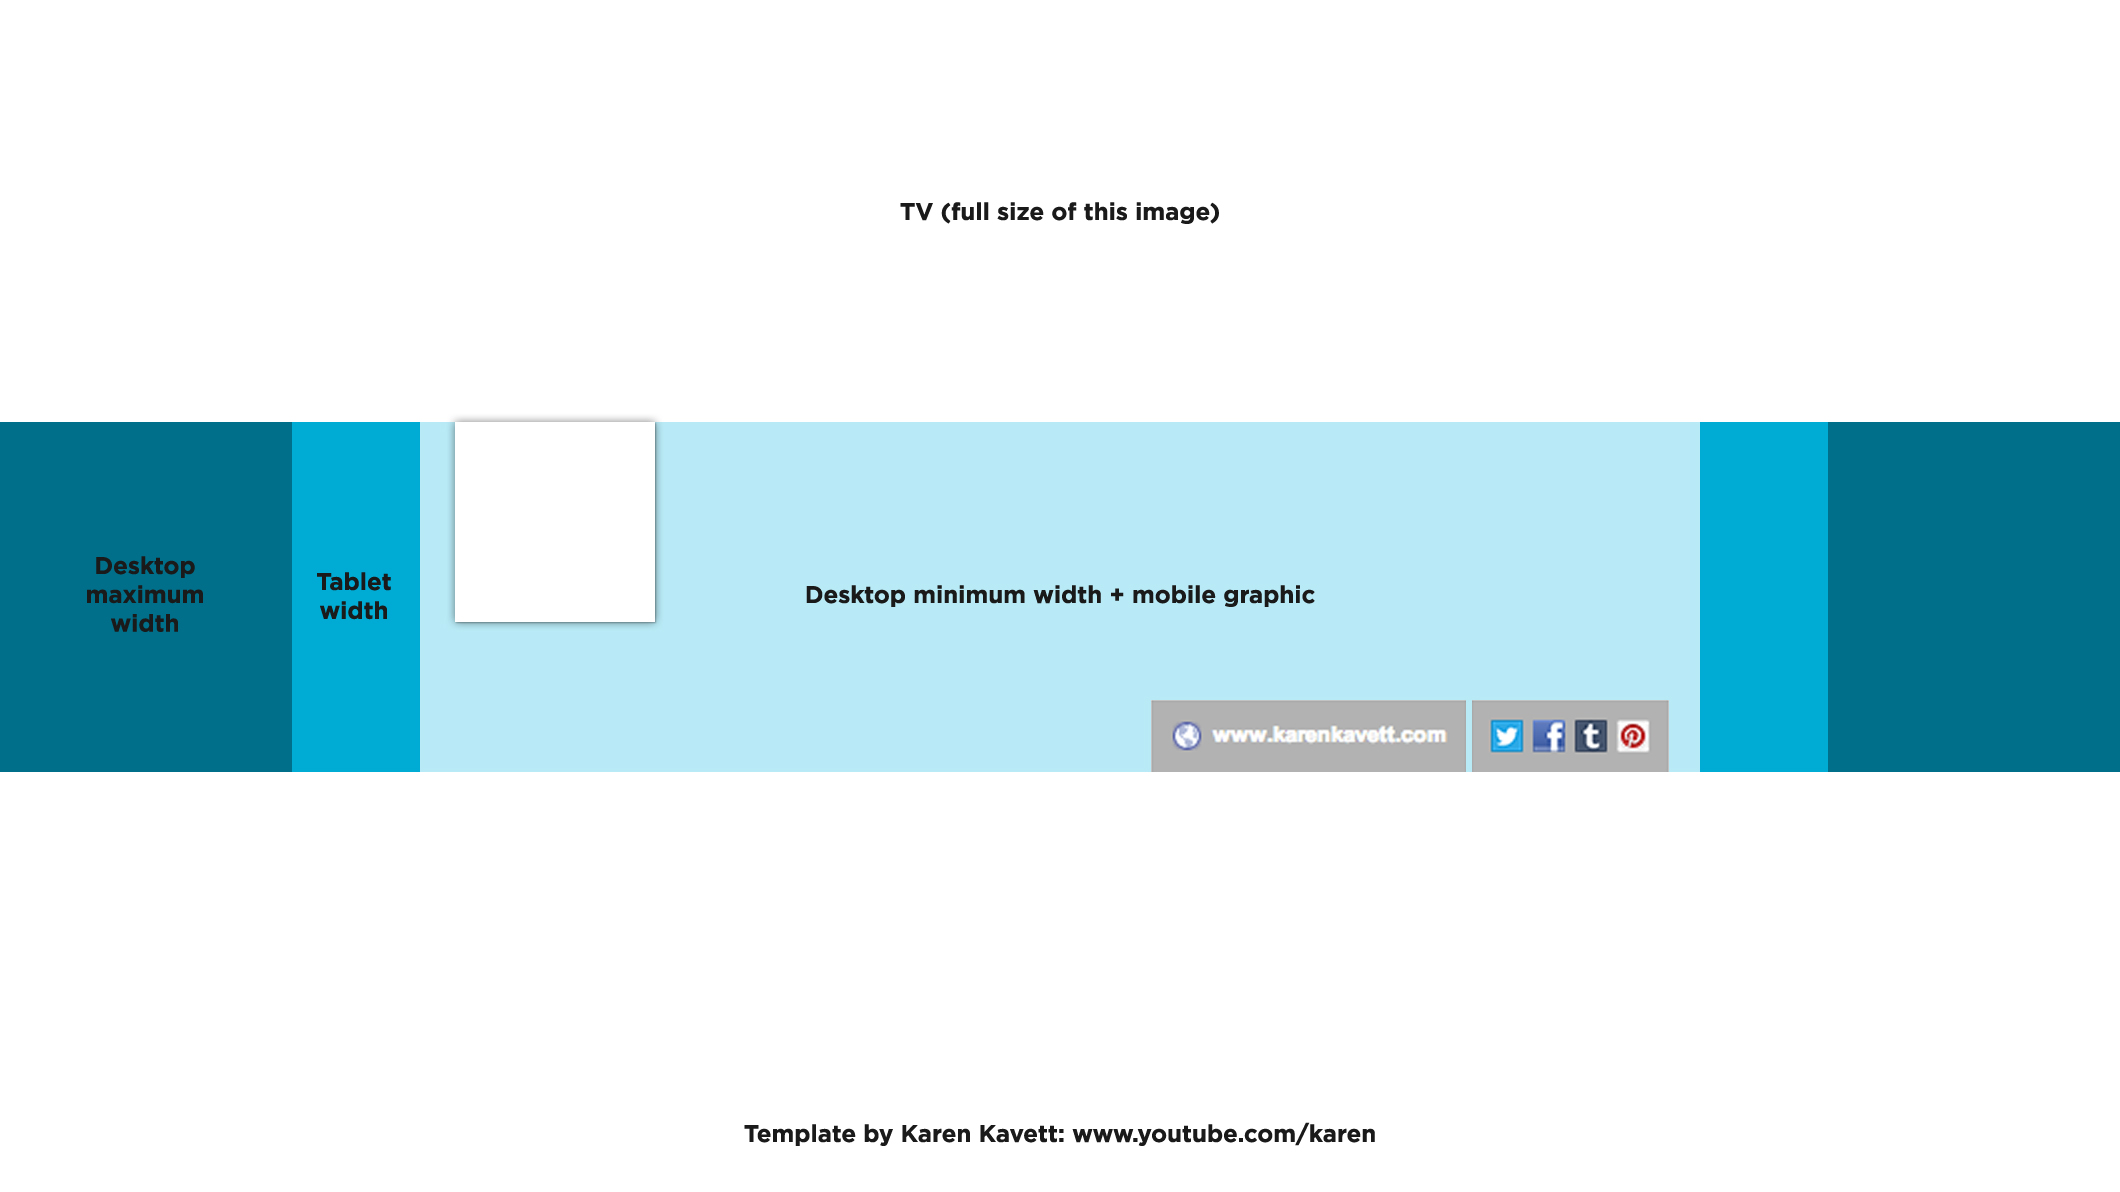 TV (full size of this image)
Desktop
maximum
width
Tablet
width
Desktop minimum width + mobile graphic
www.karenkavett.com
Template by Karen Kavett: www.youtube.com/karen